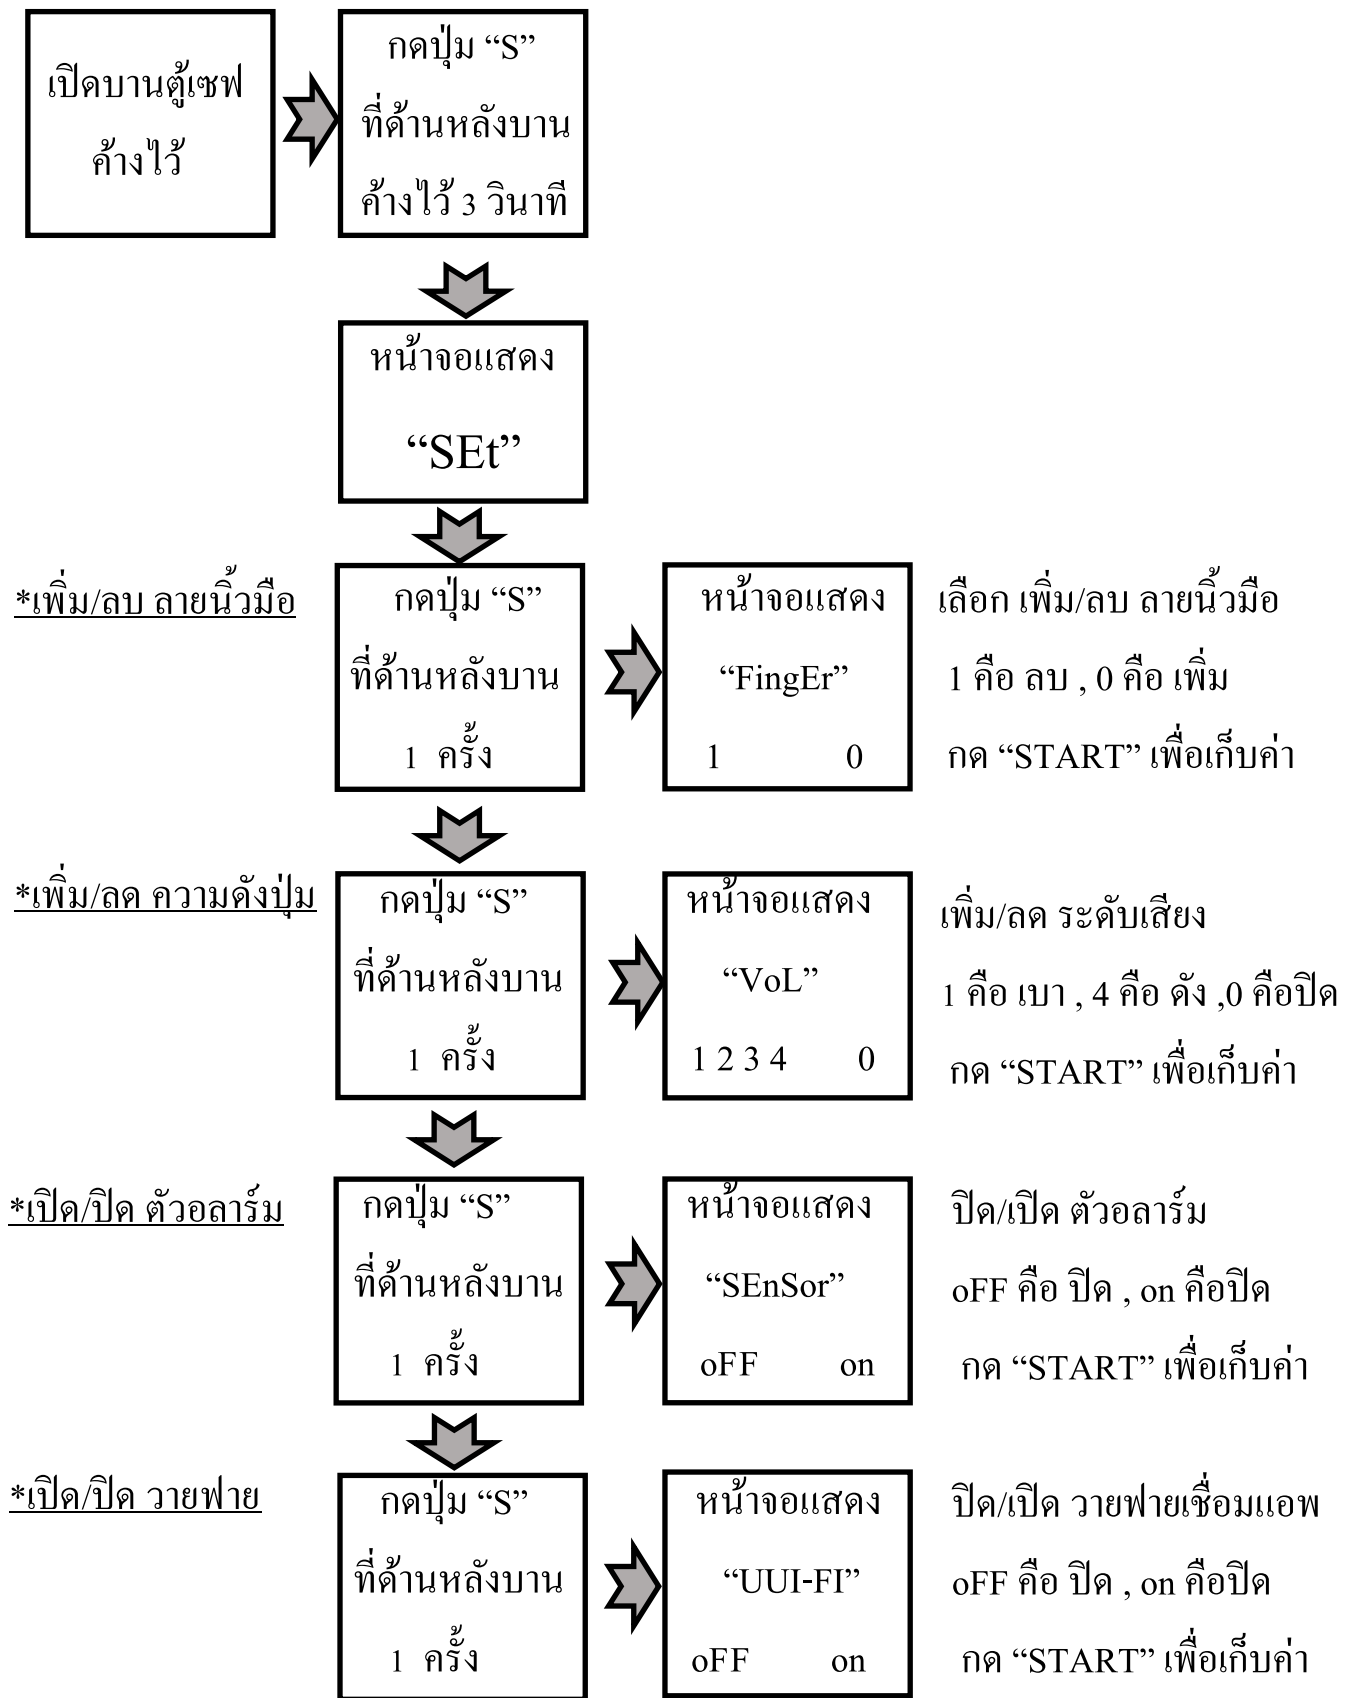 เปิดบานตู้เซฟ
ค้างไว้
กดปุ่ม “S”
ที่ด้านหลังบาน
ค้างไว้ 3 วินาที
หน้าจอแสดง
“SEt”
*เพิ่ม/ลบ ลายนิ้วมือ
กดปุ่ม “S”
ที่ด้านหลังบาน
1 ครั้ง
หน้าจอแสดง
“FingEr”
1 0
เลือก เพิ่ม/ลบ ลายนิ้วมือ
1 คือ ลบ , 0 คือ เพิ่ม
กด “START” เพื่อเก็บค่า
*เพิ่ม/ลด ความดังปุ่ม
กดปุ่ม “S”
ที่ด้านหลังบาน
1 ครั้ง
หน้าจอแสดง
“VoL”
1 2 3 4 0
เพิ่ม/ลด ระดับเสียง
1 คือ เบา , 4 คือ ดัง ,0 คือปิด
กด “START” เพื่อเก็บค่า
*เปิด/ปิด ตัวอลาร์ม
กดปุ่ม “S”
ที่ด้านหลังบาน
1 ครั้ง
หน้าจอแสดง
“SEnSor”
oFF on
ปิด/เปิด ตัวอลาร์ม
oFF คือ ปิด , on คือปิด
กด “START” เพื่อเก็บค่า
*เปิด/ปิด วายฟาย
กดปุ่ม “S”
ที่ด้านหลังบาน
1 ครั้ง
หน้าจอแสดง
“UUI-FI”
oFF on
ปิด/เปิด วายฟายเชื่อมแอพ
oFF คือ ปิด , on คือปิด
กด “START” เพื่อเก็บค่า